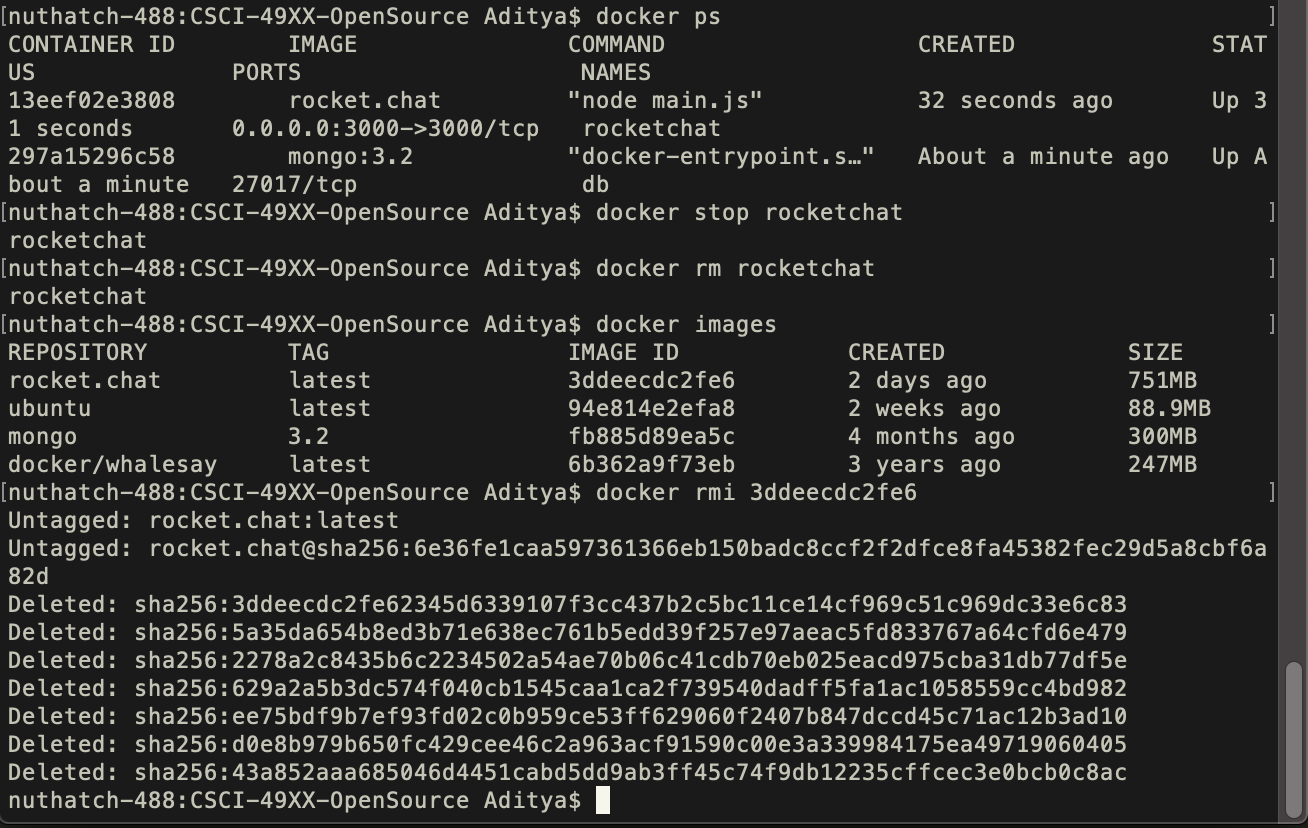 [nuthatch-488:CSCI-49XX-OpenSource Aditya$ docker ps ]
CONTAINER ID        IMAGE               COMMAND                  CREATED              STAT
US              PORTS                    NAMES
13eef02e3808        rocket.chat         "node main.js"           32 seconds ago       Up 3
1 seconds       0.0.0.0:3000->3000/tcp   rocketchat
297a15296c58        mongo:3.2           "docker-entrypoint.s…"   About a minute ago   Up A
bout a minute   27017/tcp                db
[nuthatch-488:CSCI-49XX-OpenSource Aditya$ docker stop rocketchat ]
rocketchat
[nuthatch-488:CSCI-49XX-OpenSource Aditya$ docker rm rocketchat ]
rocketchat
[nuthatch-488:CSCI-49XX-OpenSource Aditya$ docker images ]
REPOSITORY          TAG                 IMAGE ID            CREATED             SIZE
rocket.chat         latest              3ddeecdc2fe6        2 days ago          751MB
ubuntu              latest              94e814e2efa8        2 weeks ago         88.9MB
mongo               3.2                 fb885d89ea5c        4 months ago        300MB
docker/whalesay     latest              6b362a9f73eb        3 years ago         247MB
[nuthatch-488:CSCI-49XX-OpenSource Aditya$ docker rmi 3ddeecdc2fe6 ]
Untagged: rocket.chat:latest
Untagged: rocket.chat@sha256:6e36fe1caa597361366eb150badc8ccf2f2dfce8fa45382fec29d5a8cbf6a
82d
Deleted: sha256:3ddeecdc2fe62345d6339107f3cc437b2c5bc11ce14cf969c51c969dc33e6c83
Deleted: sha256:5a35da654b8ed3b71e638ec761b5edd39f257e97aeac5fd833767a64cfd6e479
Deleted: sha256:2278a2c8435b6c2234502a54ae70b06c41cdb70eb025eacd975cba31db77df5e
Deleted: sha256:629a2a5b3dc574f040cb1545caa1ca2f739540dadff5fa1ac1058559cc4bd982
Deleted: sha256:ee75bdf9b7ef93fd02c0b959ce53ff629060f2407b847dccd45c71ac12b3ad10
Deleted: sha256:d0e8b979b650fc429cee46c2a963acf91590c00e3a339984175ea49719060405
Deleted: sha256:43a852aaa685046d4451cabd5dd9ab3ff45c74f9db12235cffcec3e0bcb0c8ac
nuthatch-488:CSCI-49XX-OpenSource Aditya$